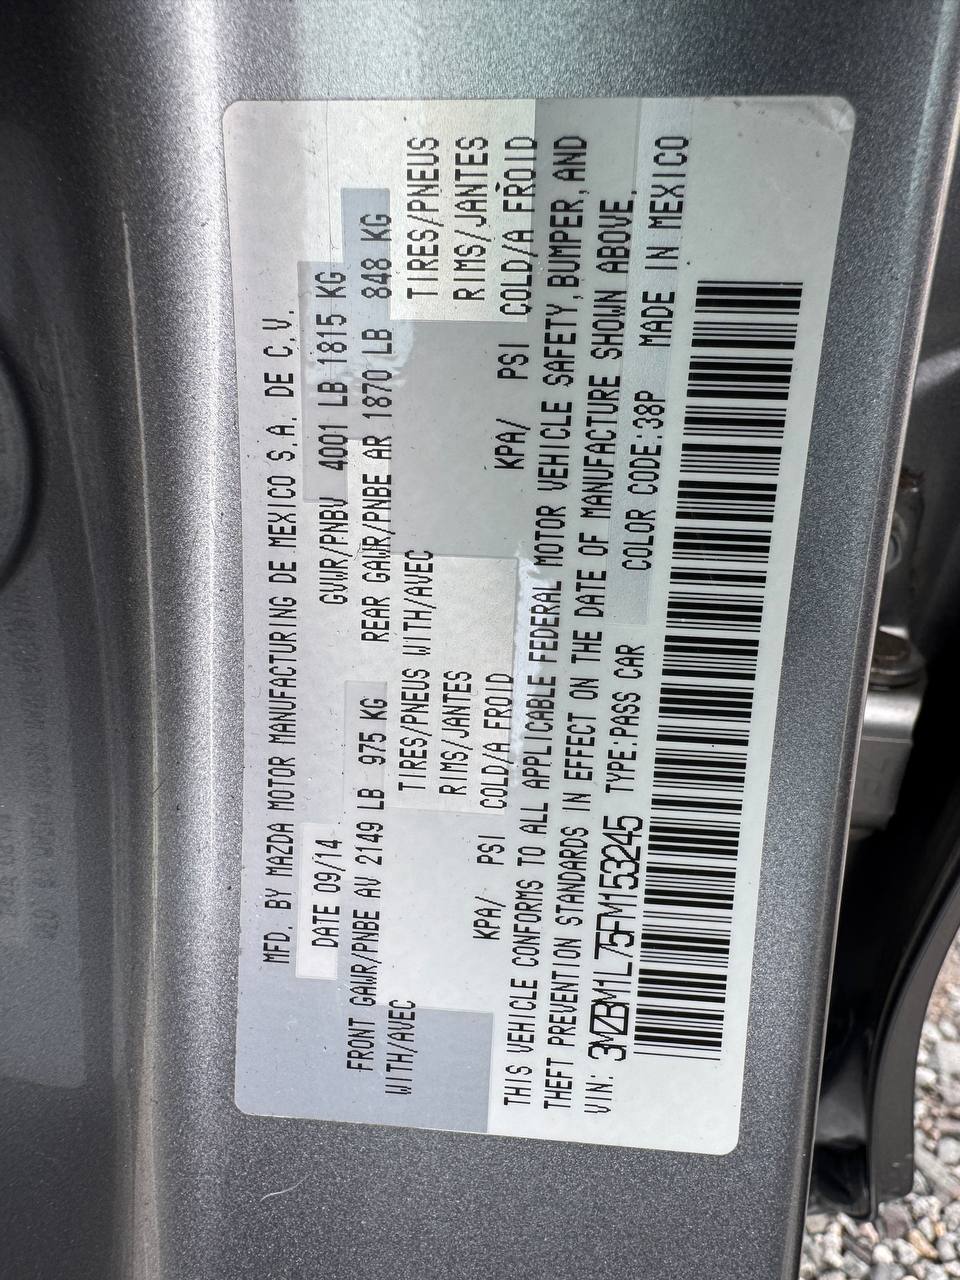 MFD. BY MAZDA MOTOR MANUFACTURING DE MEXICO S.A. DE C.V.
DATE 09/14 GVWR/PNBV 4001 LB 1815 KG
FRONT GAWR/PNBE AV 2149 LB 975 KG REAR GAWR/PNBE AR 1870 LB 848 KG
WITH/AVEC TIRES/PNEUS WITH/AVEC TIRES/PNEUS
RIMS/JANTES RIMS/JANTES
KPA/ PSI COLD/A FROID KPA/ PSI COLD/À FROID
THIS VEHICLE CONFORMS TO ALL APPLICABLE FEDERAL MOTOR VEHICLE SAFETY, BUMPER, AND
THEFT PREVENTION STANDARDS IN EFFECT ON THE DATE OF MANUFACTURE SHOWN ABOVE.
VIN: 3MZBM1L75FM153245 TYPE:PASS CAR COLOR CODE:38P MADE IN MEXICO